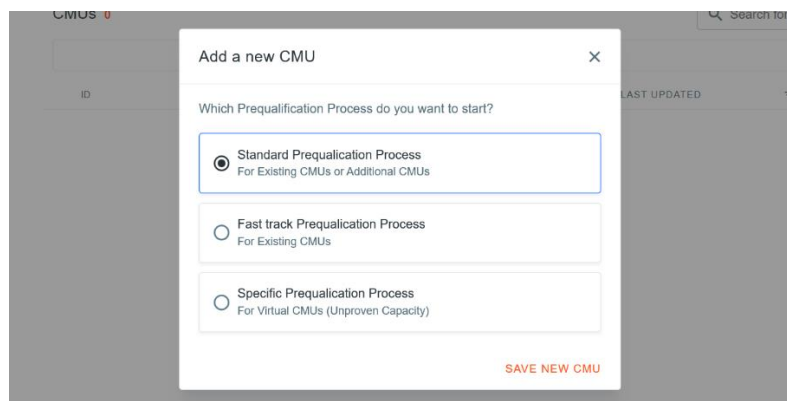 CMUs 0
Search for
Add a new CMU
ID
LAST UPDATED
Which Prequalification Process do you want to start?
Standard Prequalication Process
For Existing CMUs or Additional CMUs
Fast track Prequalication Process
For Existing CMUs
Specific Prequalication Process
For Virtual CMUs (Unproven Capacity)
SAVE NEW CMU